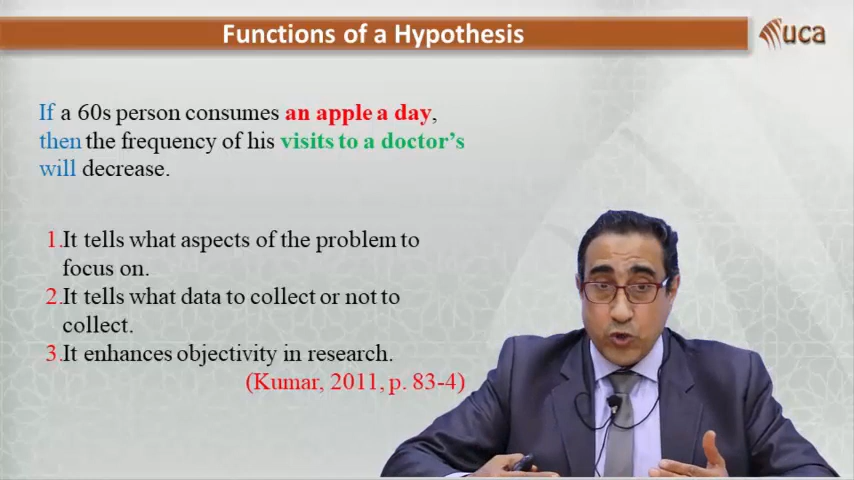 Functions of a Hypothesis
uca
If a 60s person consumes an apple a day,
then the frequency of his visits to a doctor's
will decrease.
1.It tells what aspects of the problem to
focus on.
2.It tells what data to collect or not to
collect.
3.It enhances objectivity in research.
(Kumar, 2011, p. 83-4)